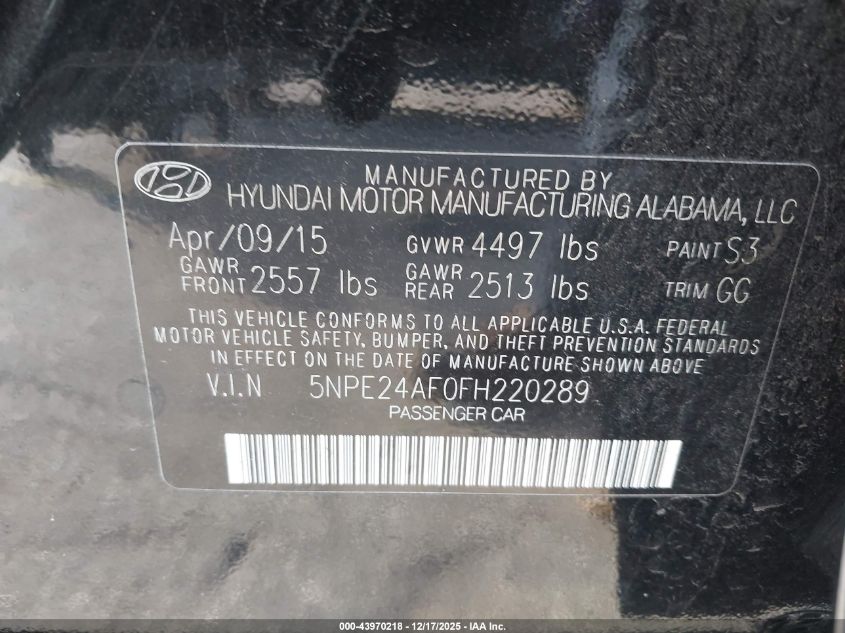 MANUFACTURED BY
HYUNDAI MOTOR MANUFACTURING ALABAMA, LLC
Apr/09/15 GVWR 4497 lbs PAINT S3
GAWR FRONT 2557 lbs GAWR REAR 2513 lbs TRIM GG
THIS VEHICLE CONFORMS TO ALL APPLICABLE U.S.A. FEDERAL
MOTOR VEHICLE SAFETY, BUMPER, AND THEFT PREVENTION STANDARDS
IN EFFECT ON THE DATE OF MANUFACTURE SHOWN ABOVE
V.I.N 5NPE24AF0FH220289
PASSENGER CAR
000-43970218 - 12/17/2025 - IAA Inc.